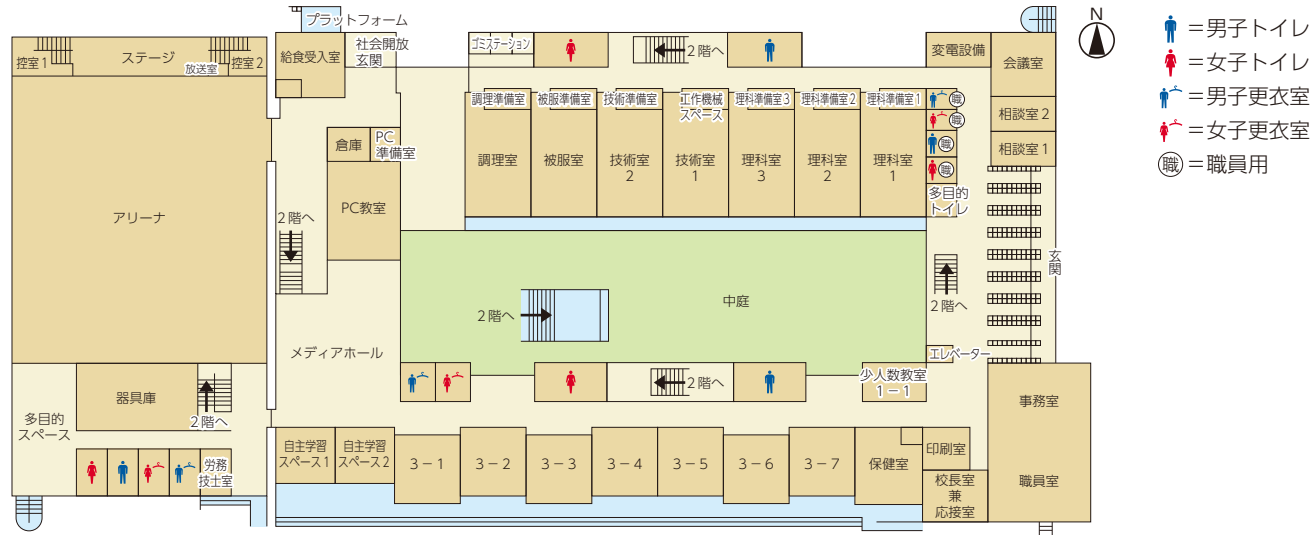 プラットフォーム
控室1
ステージ
放送室
控室2
給食受入室
社会開放
玄関
ゴミステーション
2階へ
変電設備
会議室
N
=男子トイレ
=女子トイレ
=男子更衣室
=女子更衣室
職=職員用
調理準備室
被服準備室
技術準備室
工作機械
スペース
理科準備室3
理科準備室2
理科準備室1
職
職
職
職
相談室2
相談室1
倉庫
PC
準備室
調理室
被服室
技術室
2
技術室
1
理科室
3
理科室
2
理科室
1
多目的
トイレ
アリーナ
PC教室
2階へ
玄関
2階へ
中庭
2階へ
メディアホール
エレベーター
2階へ
少人数教室
1-1
器具庫
2階へ
多目的
スペース
事務室
労務
技士室
自主学習
スペース1
自主学習
スペース2
3-1
3-2
3-3
3-4
3-5
3-6
3-7
保健室
印刷室
校長室
兼
応接室
職員室